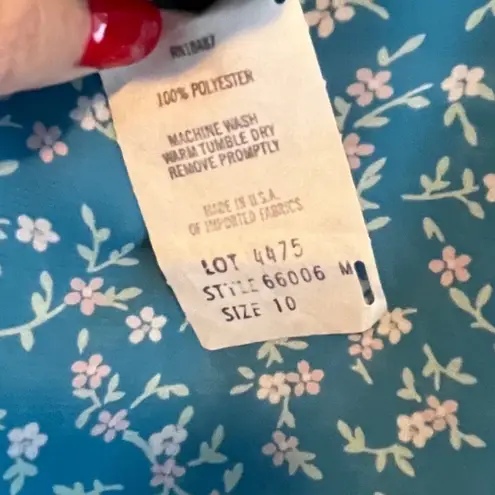 100% POLYESTER
MACHINE WASH
WARM TUMBLE DRY
REMOVE PROMPTLY
MADE IN U.S.A.
OF IMPORTED FABRICS
LOT 4475
STYLE 66006 M
SIZE 10